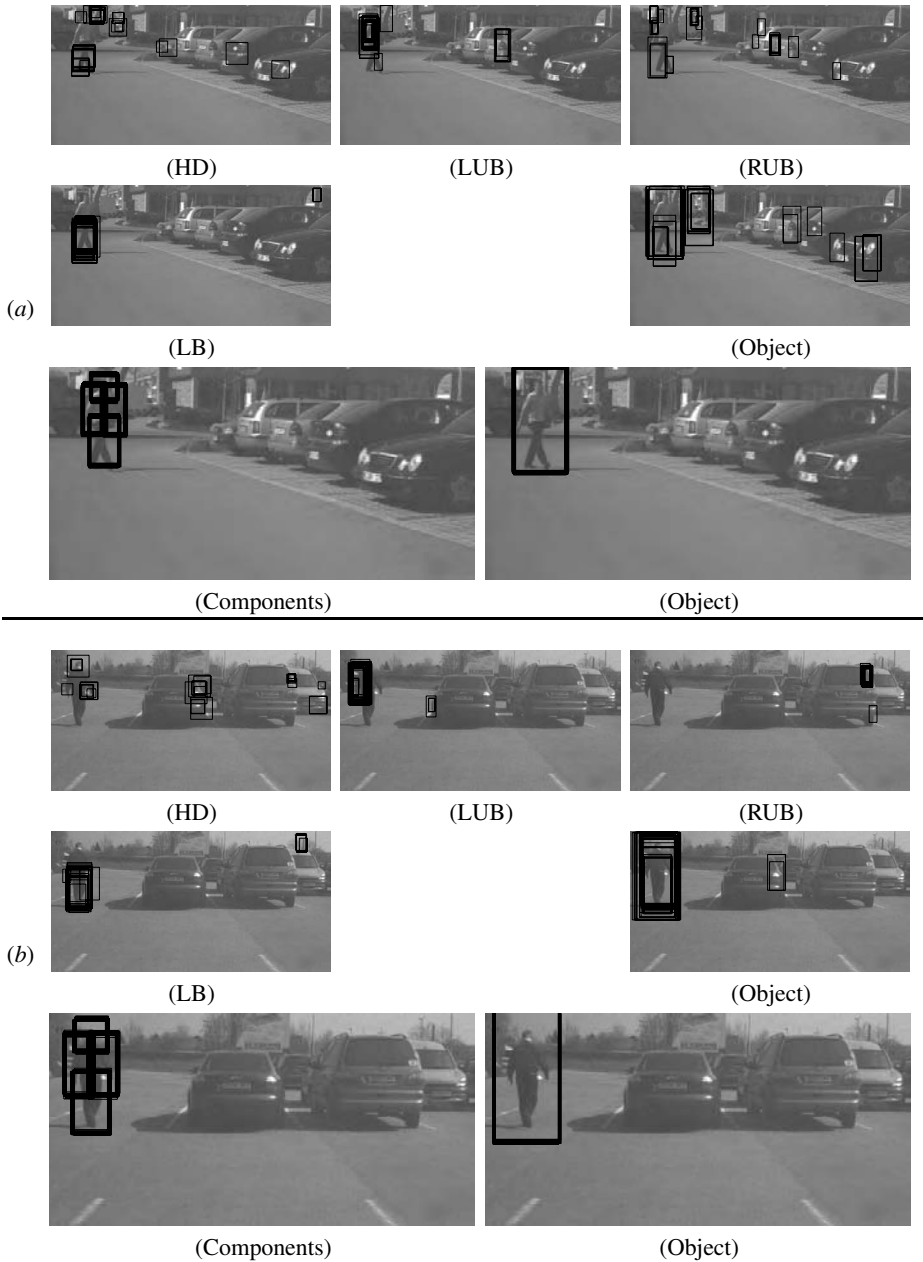 (HD) (LUB) (RUB)
(a)
(LB) (Object)
(Components) (Object)
(HD) (LUB) (RUB)
(b)
(LB) (Object)
(Components) (Object)